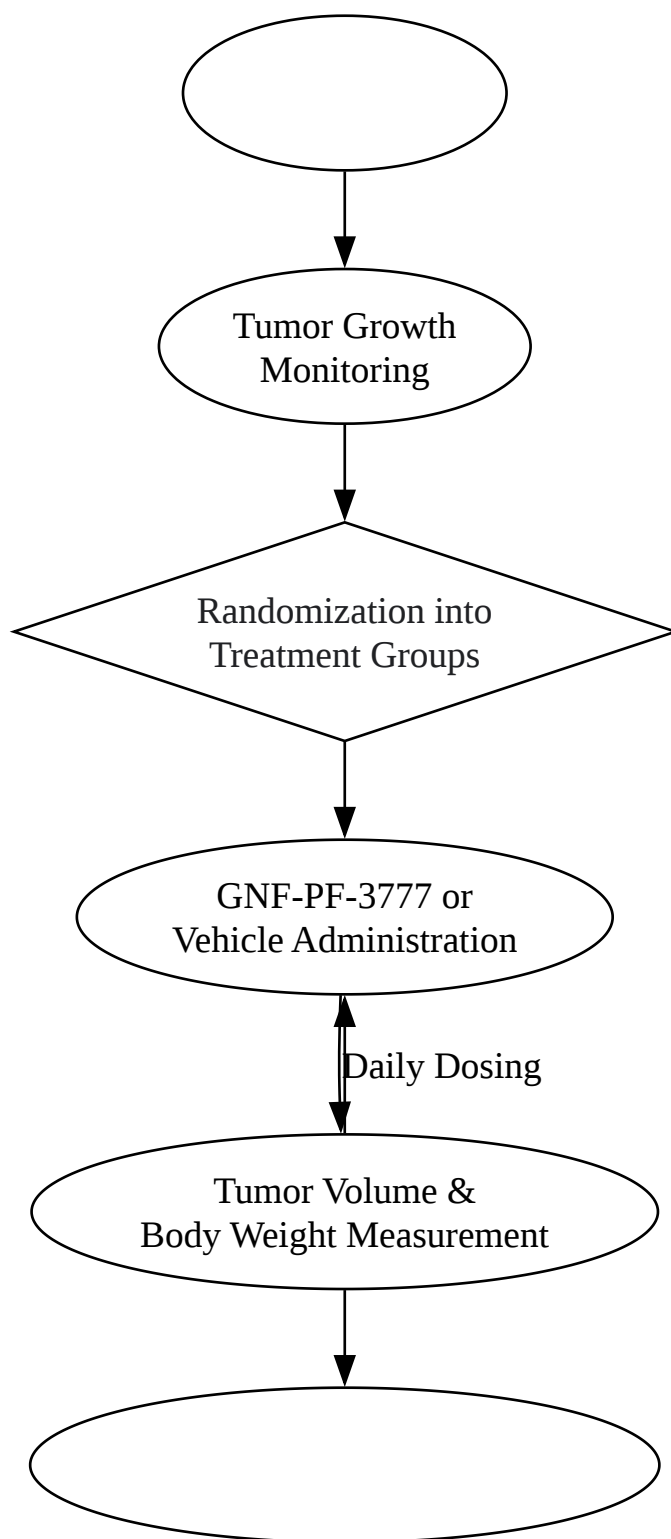 Tumor Growth
Monitoring
Randomization into
Treatment Groups
GNF-PF-3777 or
Vehicle Administration
Daily Dosing
Tumor Volume &
Body Weight Measurement